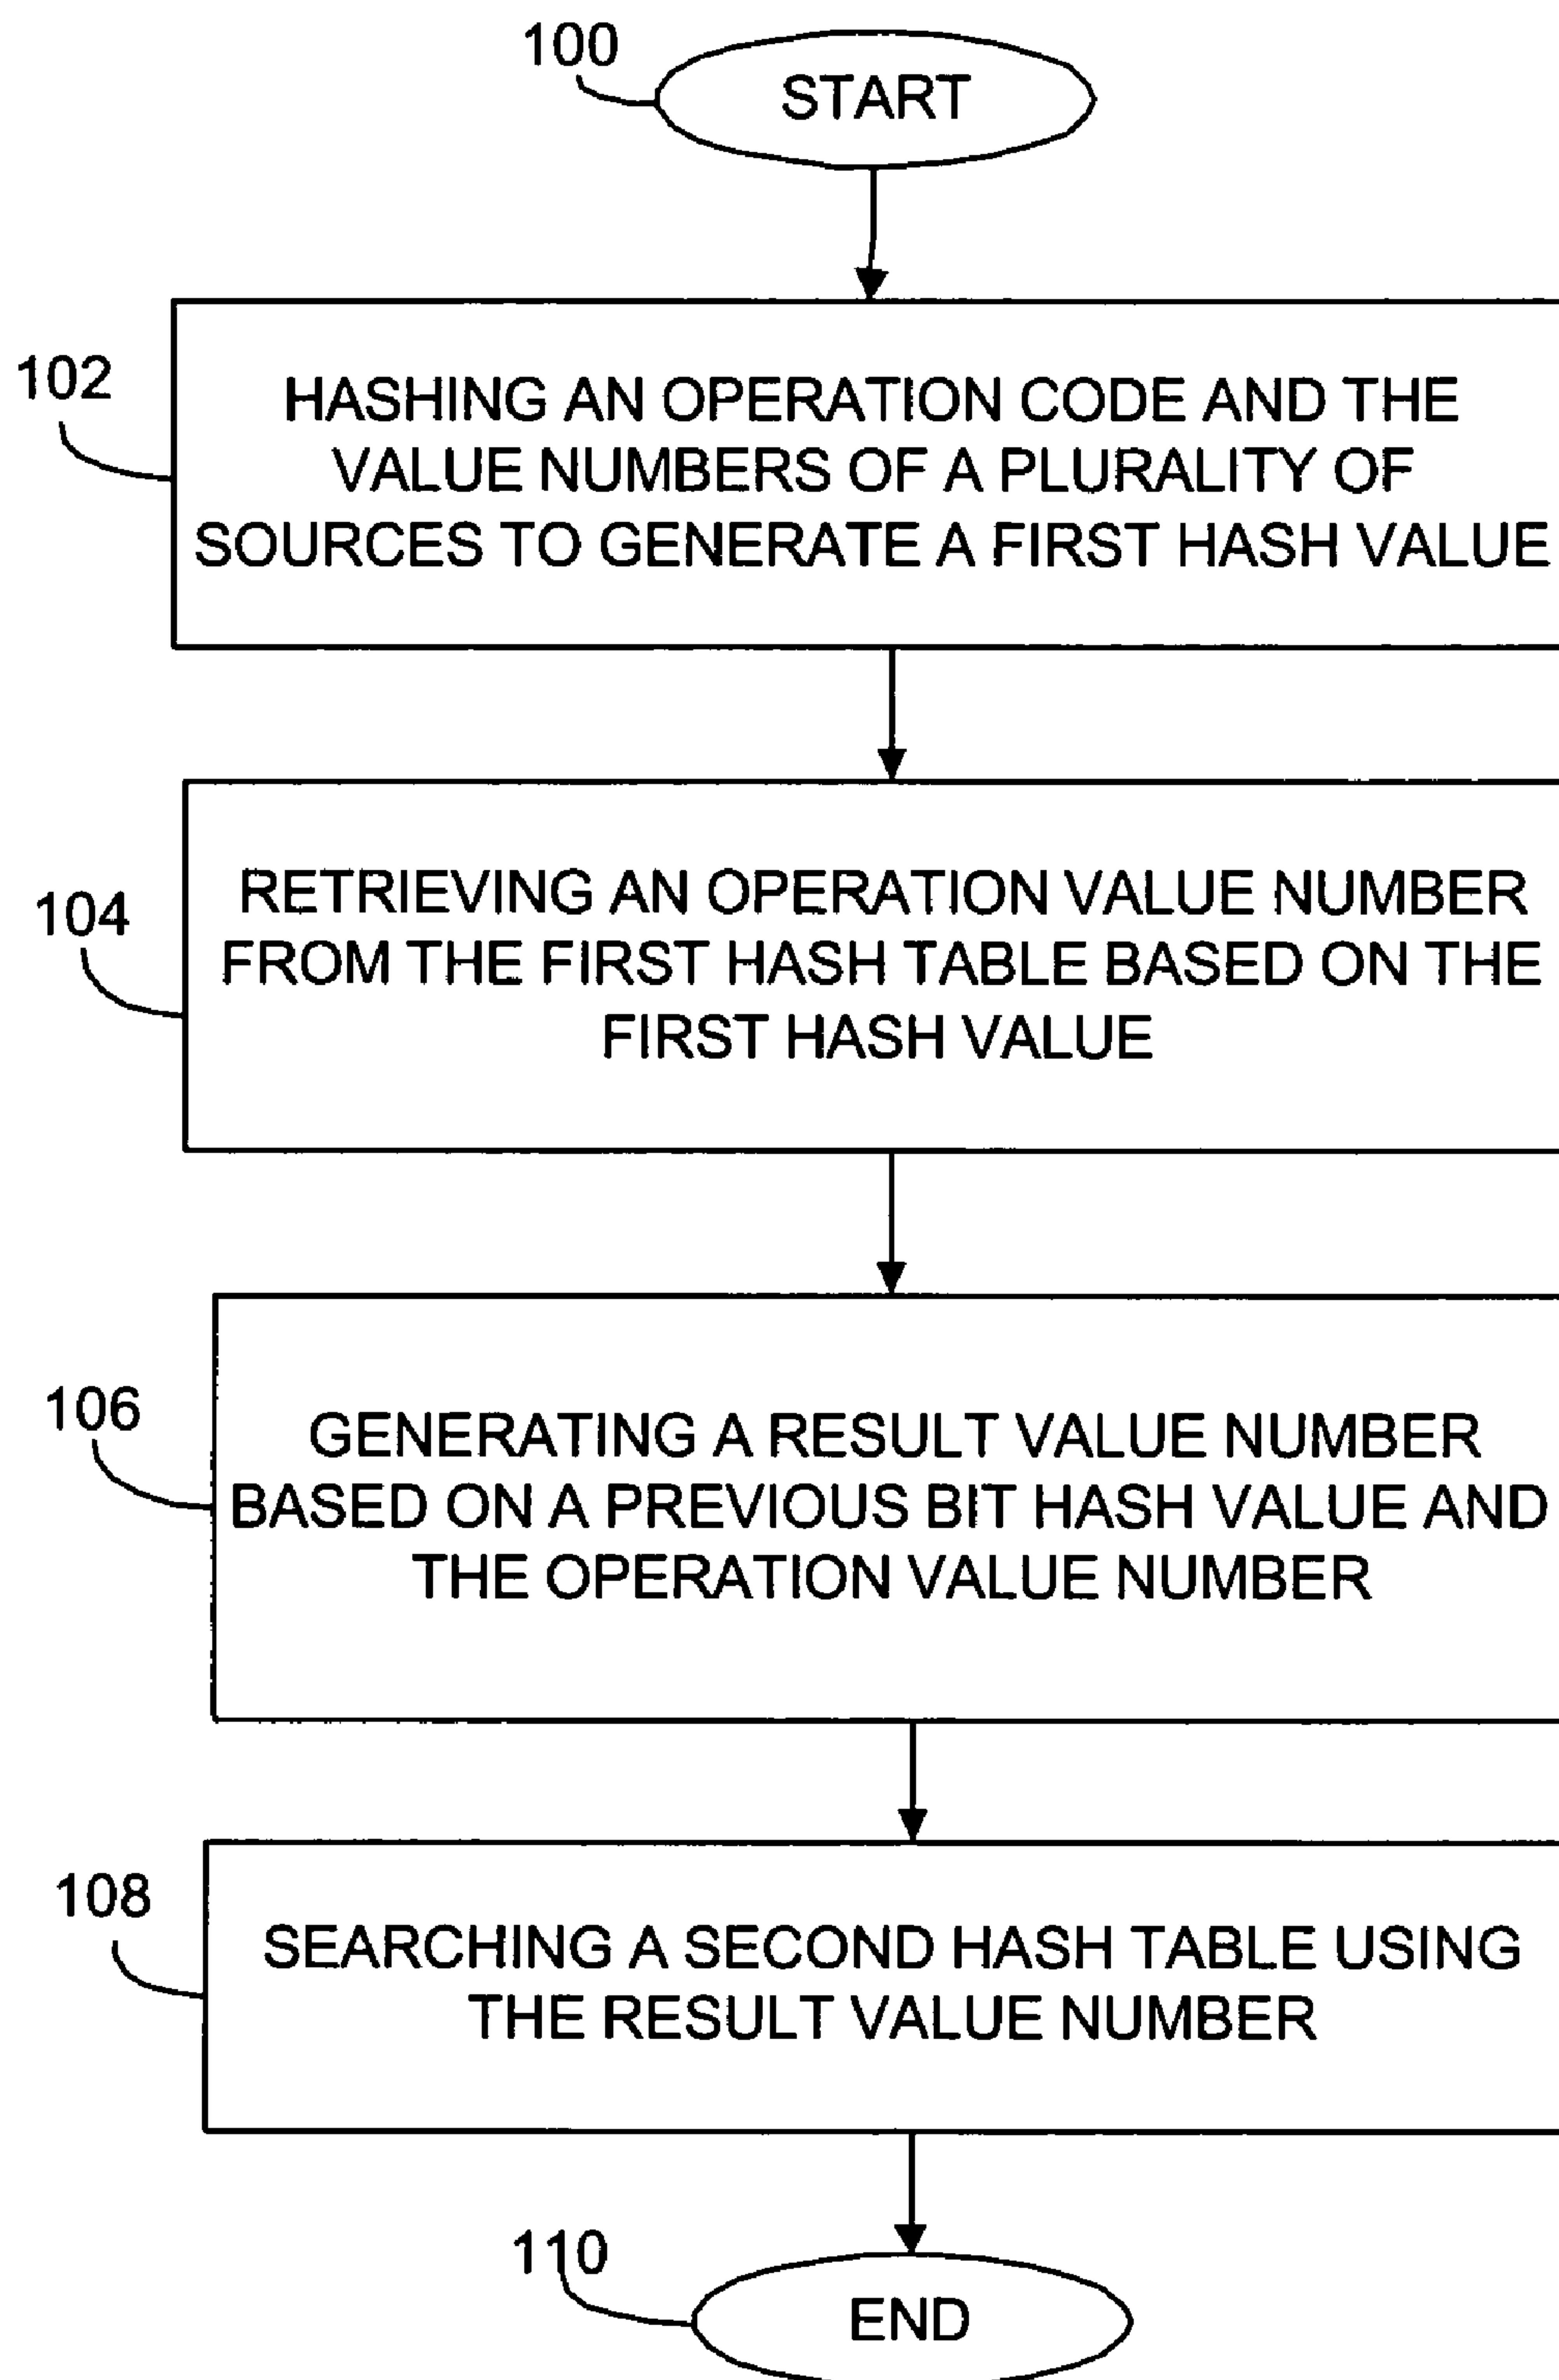 100
START
102
HASHING AN OPERATION CODE AND THE
VALUE NUMBERS OF A PLURALITY OF
SOURCES TO GENERATE A FIRST HASH VALUE
104
RETRIEVING AN OPERATION VALUE NUMBER
FROM THE FIRST HASH TABLE BASED ON THE
FIRST HASH VALUE
106
GENERATING A RESULT VALUE NUMBER
BASED ON A PREVIOUS BIT HASH VALUE AND
THE OPERATION VALUE NUMBER
108
SEARCHING A SECOND HASH TABLE USING
THE RESULT VALUE NUMBER
110
END